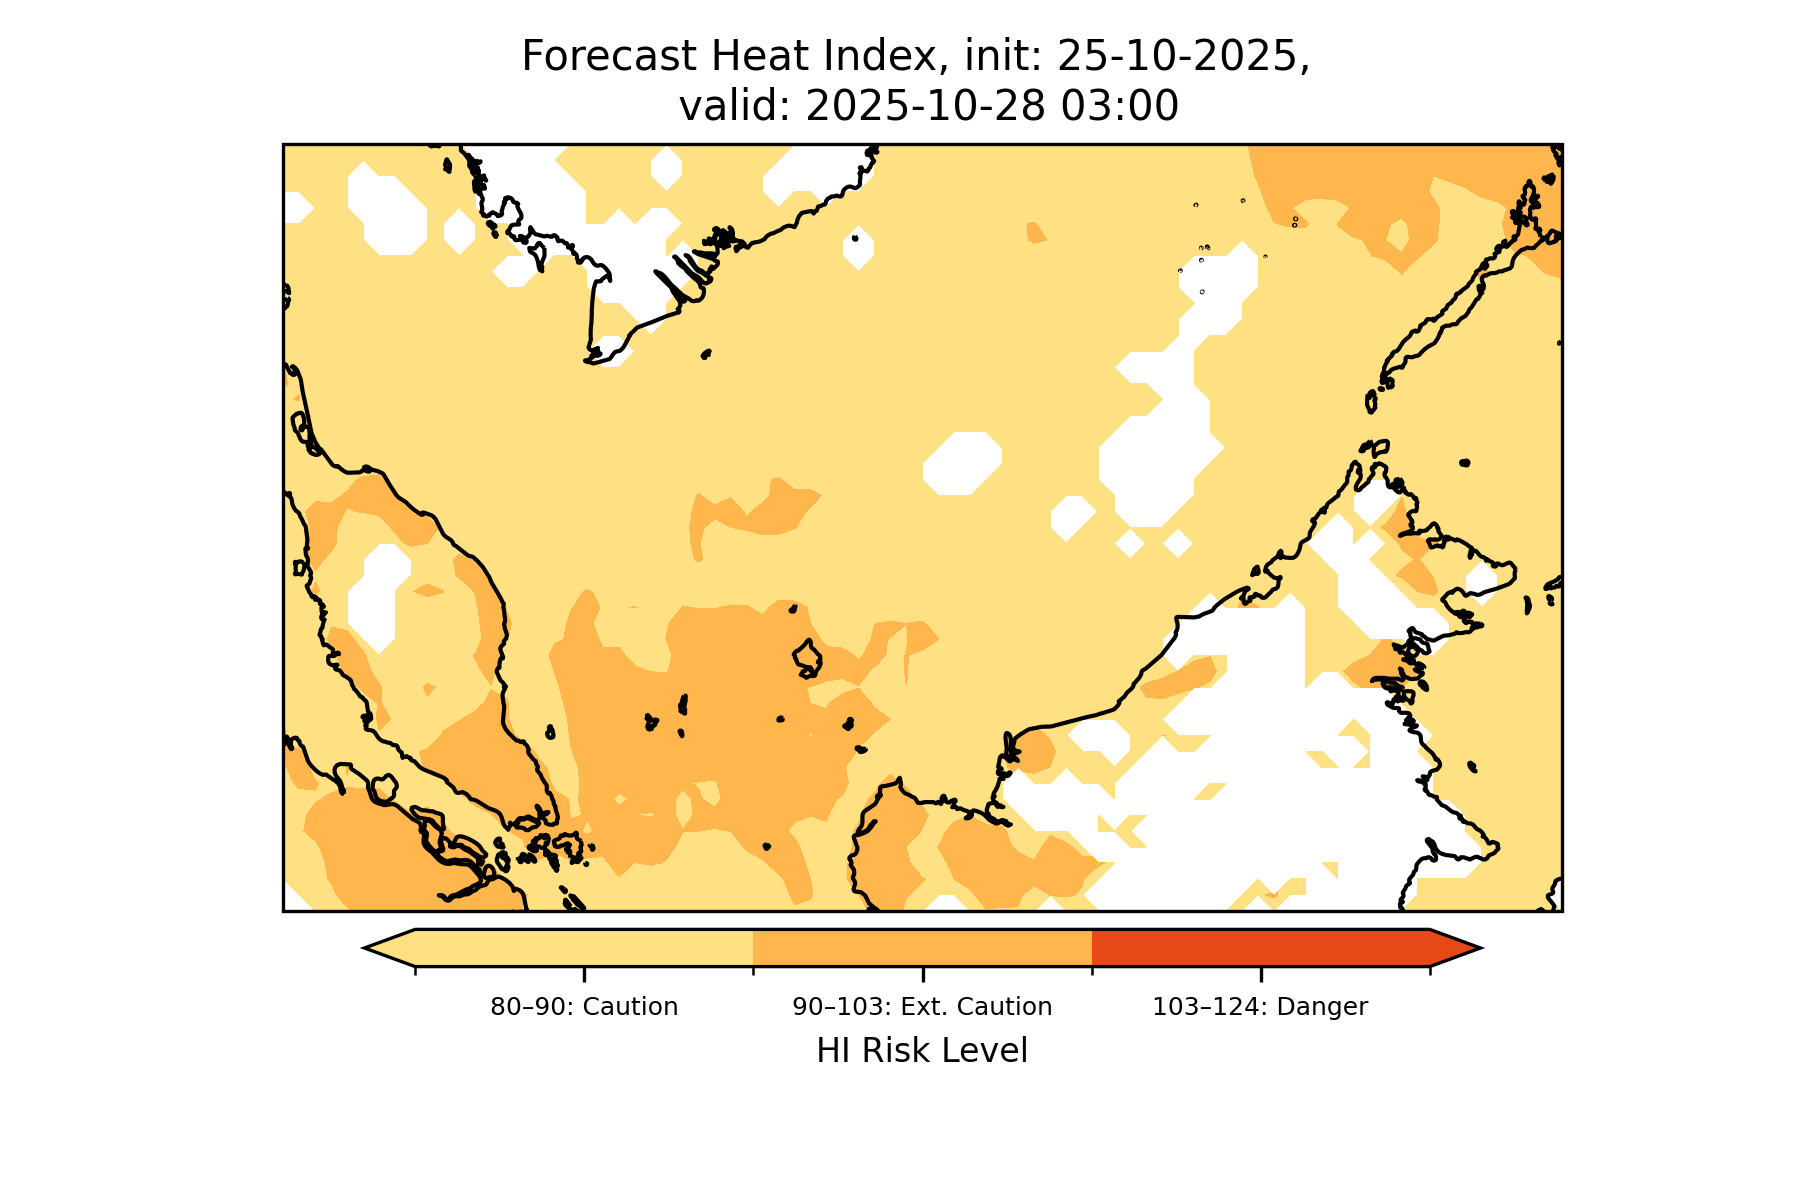 Forecast Heat Index, init: 25-10-2025,
valid: 2025-10-28 03:00
80–90: Caution
90–103: Ext. Caution
103–124: Danger
HI Risk Level